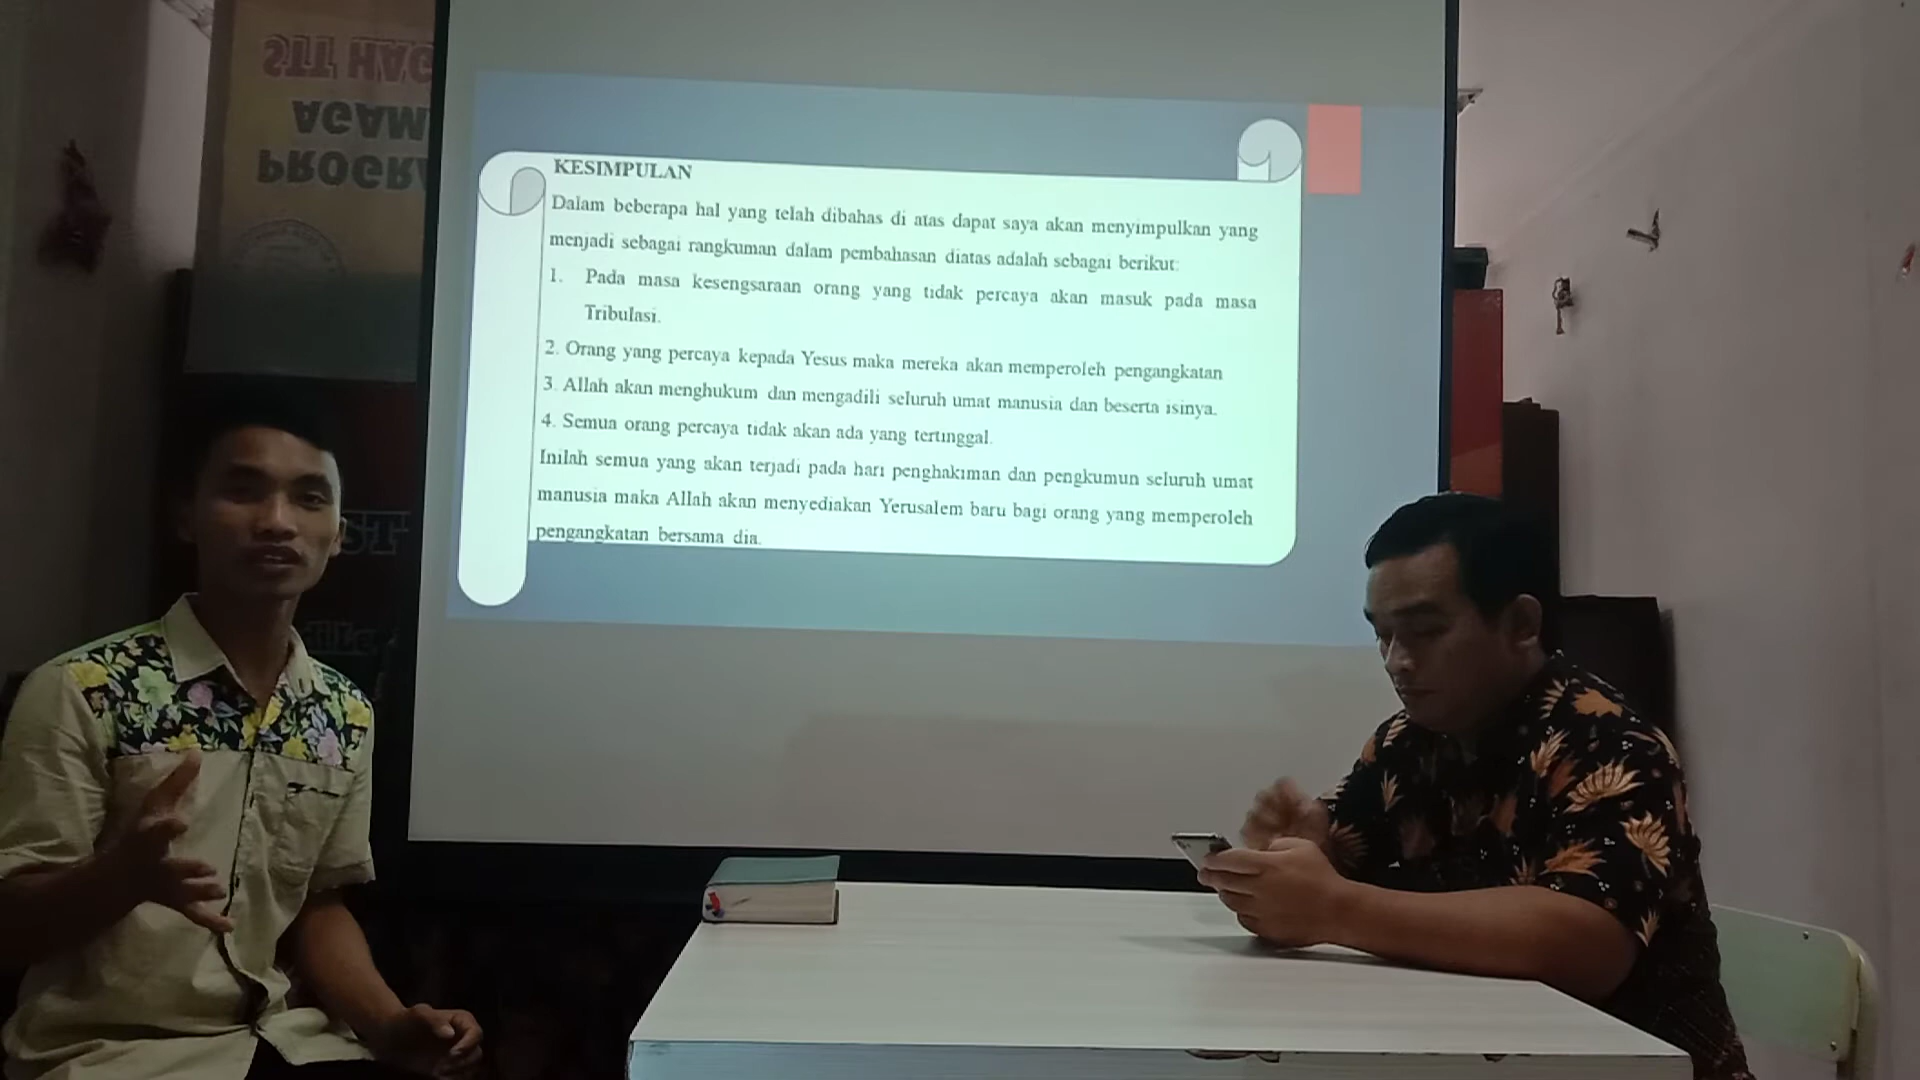 STT HAG
AGAM
PROGRA
KESIMPULAN
Dalam beberapa hal yang telah dibahas di atas dapat saya akan menyimpulkan yang
menjadi sebagai rangkuman dalam pembahasan diatas adalah sebagai berikut:
1. Pada masa kesengsaraan orang yang tidak percaya akan masuk pada masa
Tribulasi.
2. Orang yang percaya kepada Yesus maka mereka akan memperoleh pengangkatan
3. Allah akan menghukum dan mengadili seluruh umat manusia dan beserta isinya.
4. Semua orang percaya tidak akan ada yang tertinggal.
Inilah semua yang akan terjadi pada hari penghakiman dan pengkumun seluruh umat
manusia maka Allah akan menyediakan Yerusalem baru bagi orang yang memperoleh
pengangkatan bersama dia.
ST